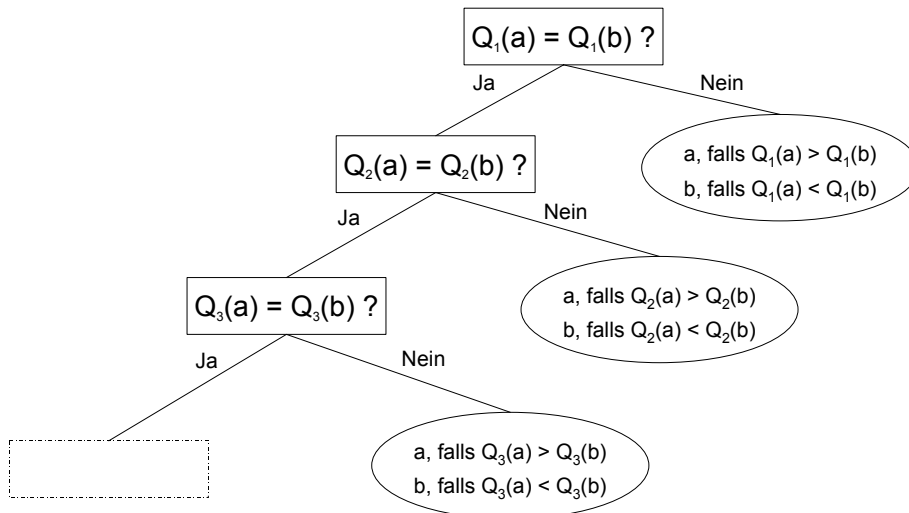 Q₁(a) = Q₁(b) ?
Ja
Nein
Q₂(a) = Q₂(b) ?
a, falls Q₁(a) > Q₁(b)
b, falls Q₁(a) < Q₁(b)
Ja
Nein
Q₃(a) = Q₃(b) ?
a, falls Q₂(a) > Q₂(b)
b, falls Q₂(a) < Q₂(b)
Ja
Nein
a, falls Q₃(a) > Q₃(b)
b, falls Q₃(a) < Q₃(b)